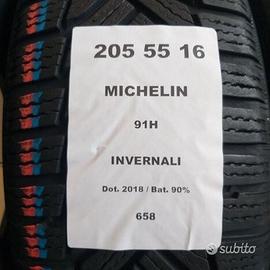 205 55 16
MICHELIN
91H
INVERNALI
Dot. 2018 / Bat. 90%
658
subito